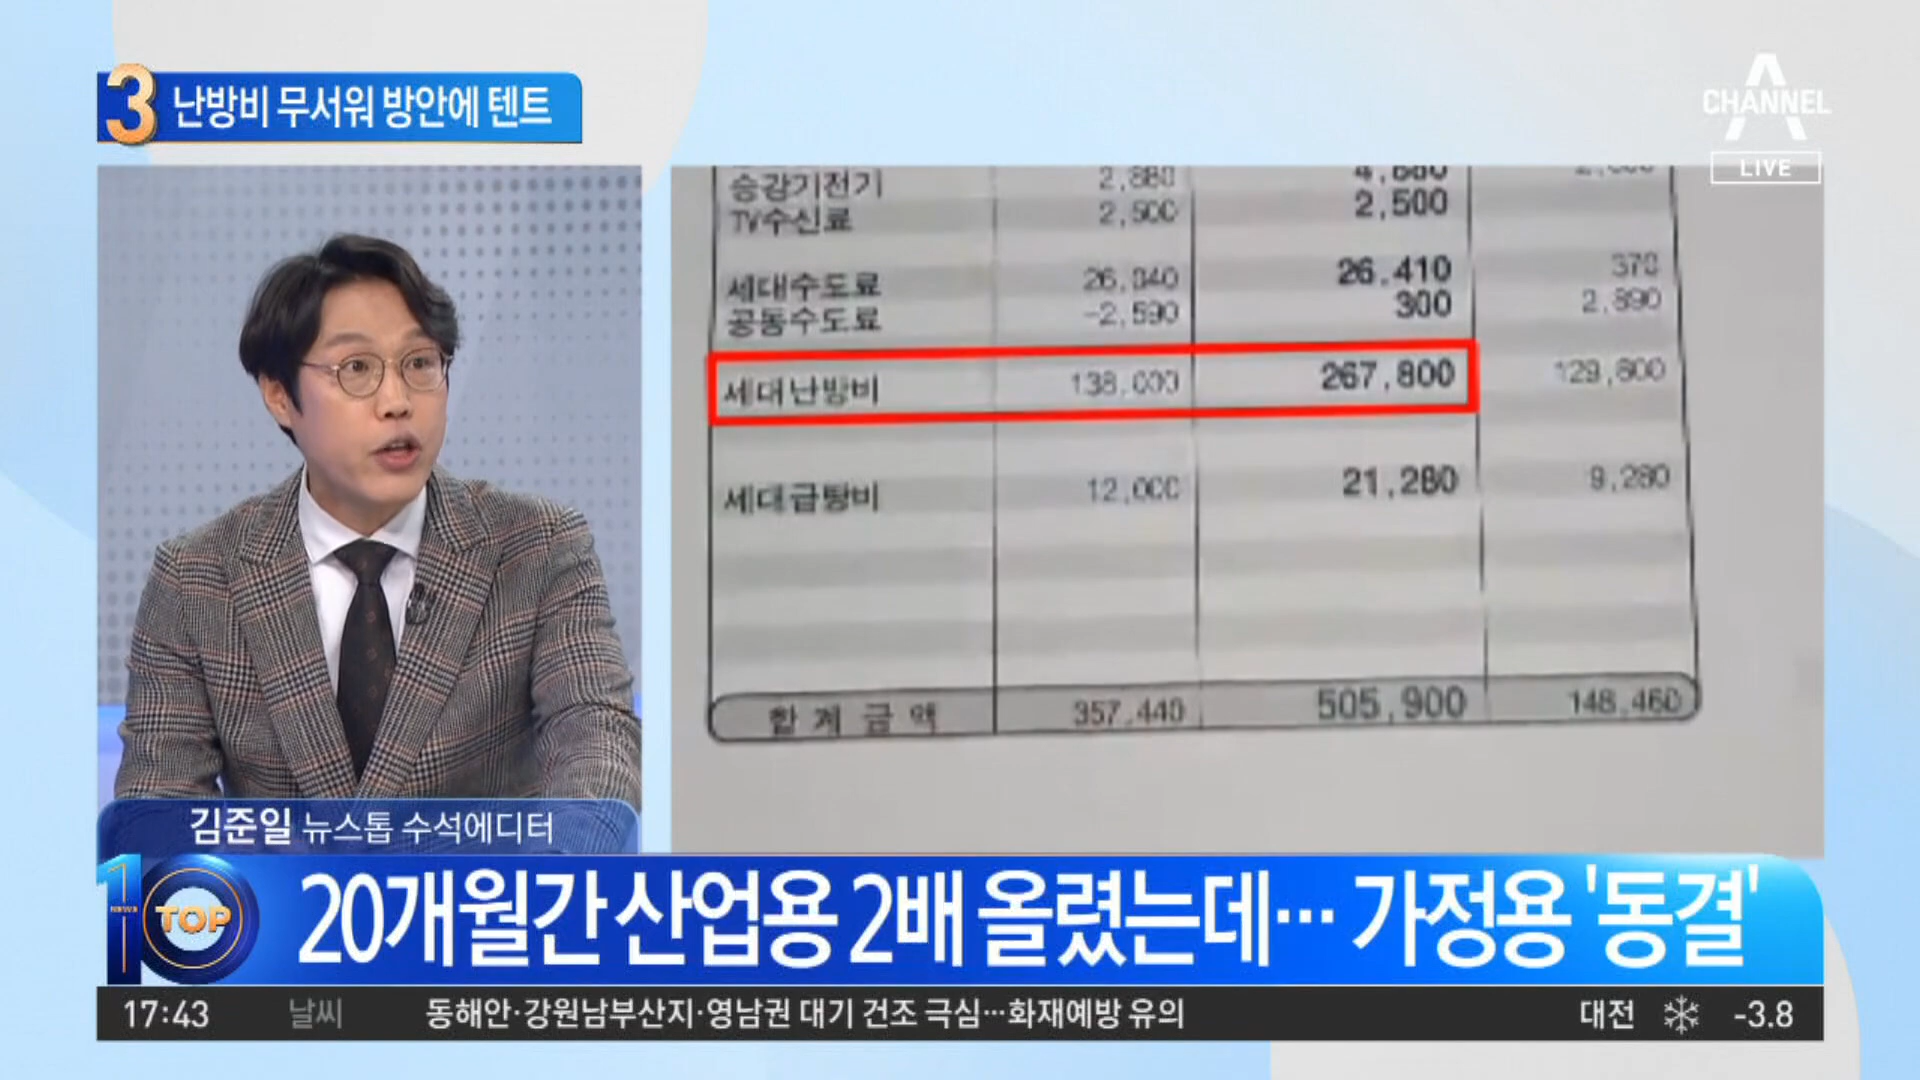 3 난방비 무서워 방안에 텐트
CHANNEL A
LIVE
승강기전기 2,880 4,880
TV수신료 2,500 2,500
세대수도료 26,040 26,410 370
공동수도료 -2,590 300 2,890
세대난방비 138,000 267,800 129,800
세대급탕비 12,000 21,280 9,280
합계금액 357,440 505,900 148,460
김준일 뉴스톱 수석에디터
NEWS TOP 10
20개월간 산업용 2배 올렸는데… 가정용 '동결'
17:43 날씨 동해안·강원남부산지·영남권 대기 건조 극심…화재예방 유의 대전 -3.8